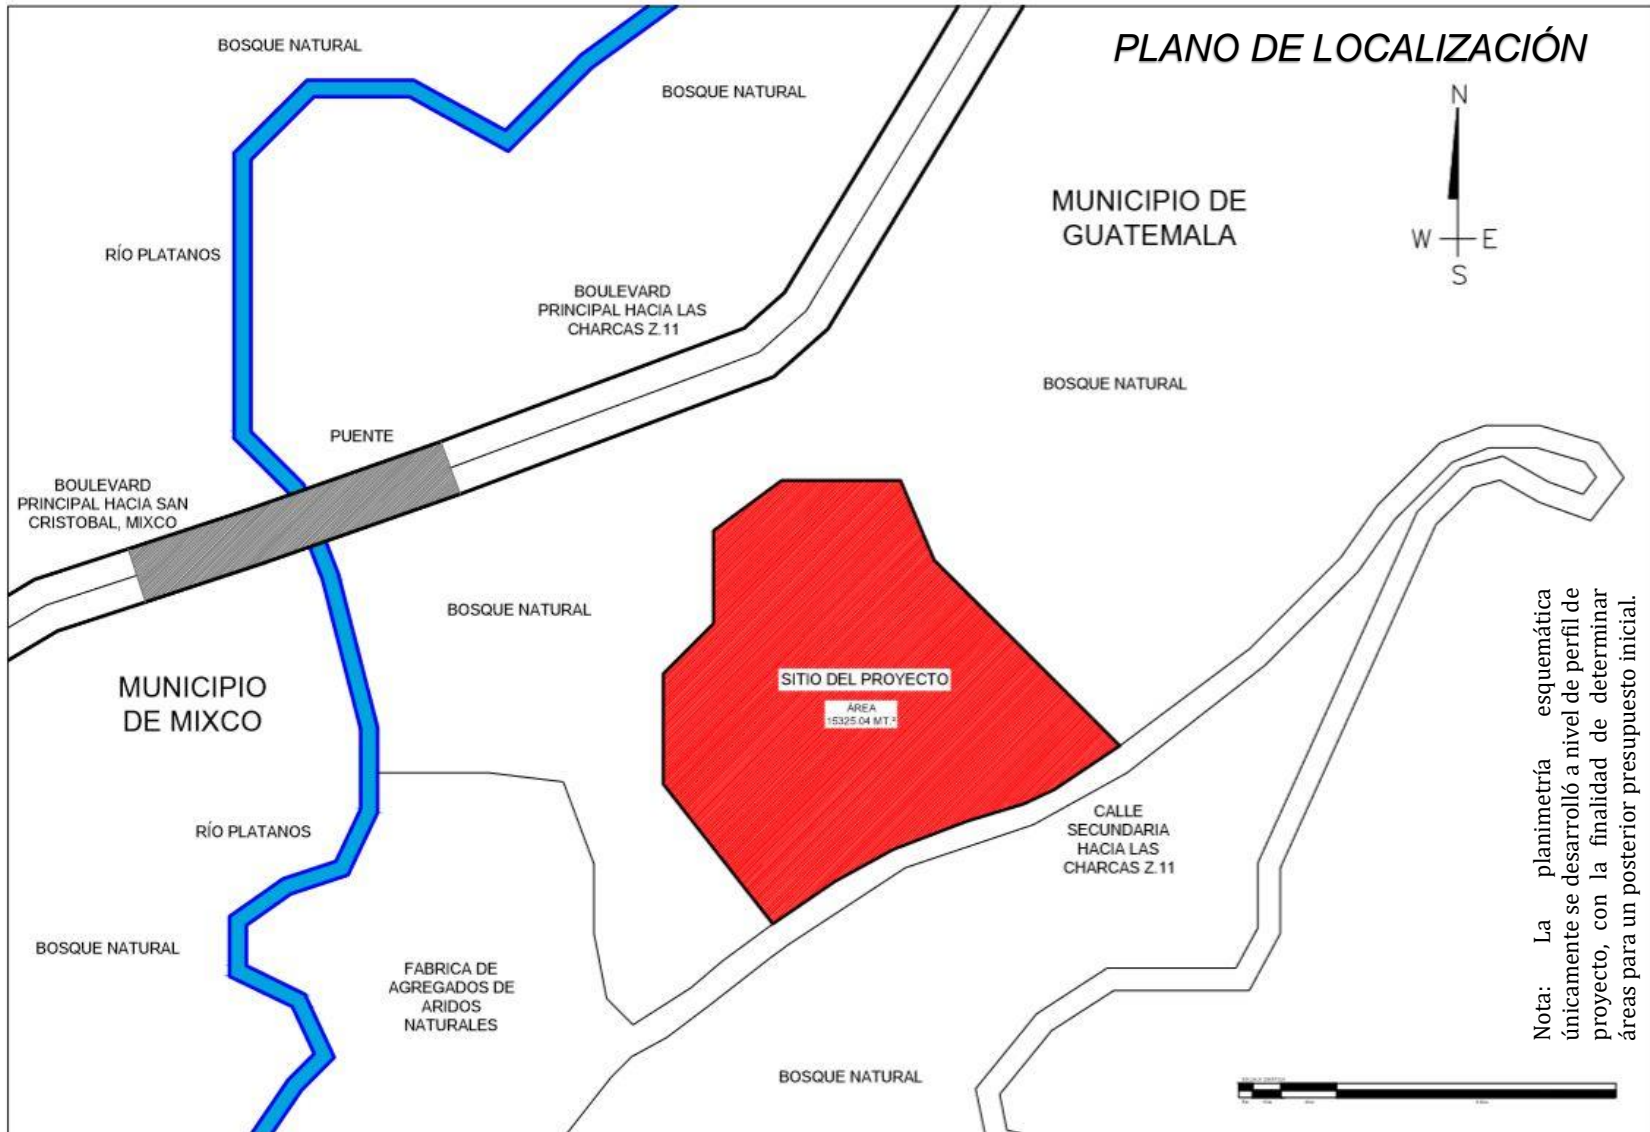 PLANO DE LOCALIZACIÓN
BOSQUE NATURAL
BOSQUE NATURAL
N
W E
S
MUNICIPIO DE
GUATEMALA
RÍO PLATANOS
BOULEVARD
PRINCIPAL HACIA LAS
CHARCAS Z.11
BOSQUE NATURAL
PUENTE
BOULEVARD
PRINCIPAL HACIA SAN
CRISTOBAL, MIXCO
BOSQUE NATURAL
MUNICIPIO
DE MIXCO
SITIO DEL PROYECTO
ÁREA
15325.04 MT.²
CALLE
SECUNDARIA
HACIA LAS
CHARCAS Z.11
RÍO PLATANOS
BOSQUE NATURAL
FABRICA DE
AGREGADOS DE
ARIDOS
NATURALES
BOSQUE NATURAL
Nota: La planimetría esquemática
únicamente se desarrolló a nivel de perfil de
proyecto, con la finalidad de determinar
áreas para un posterior presupuesto inicial.